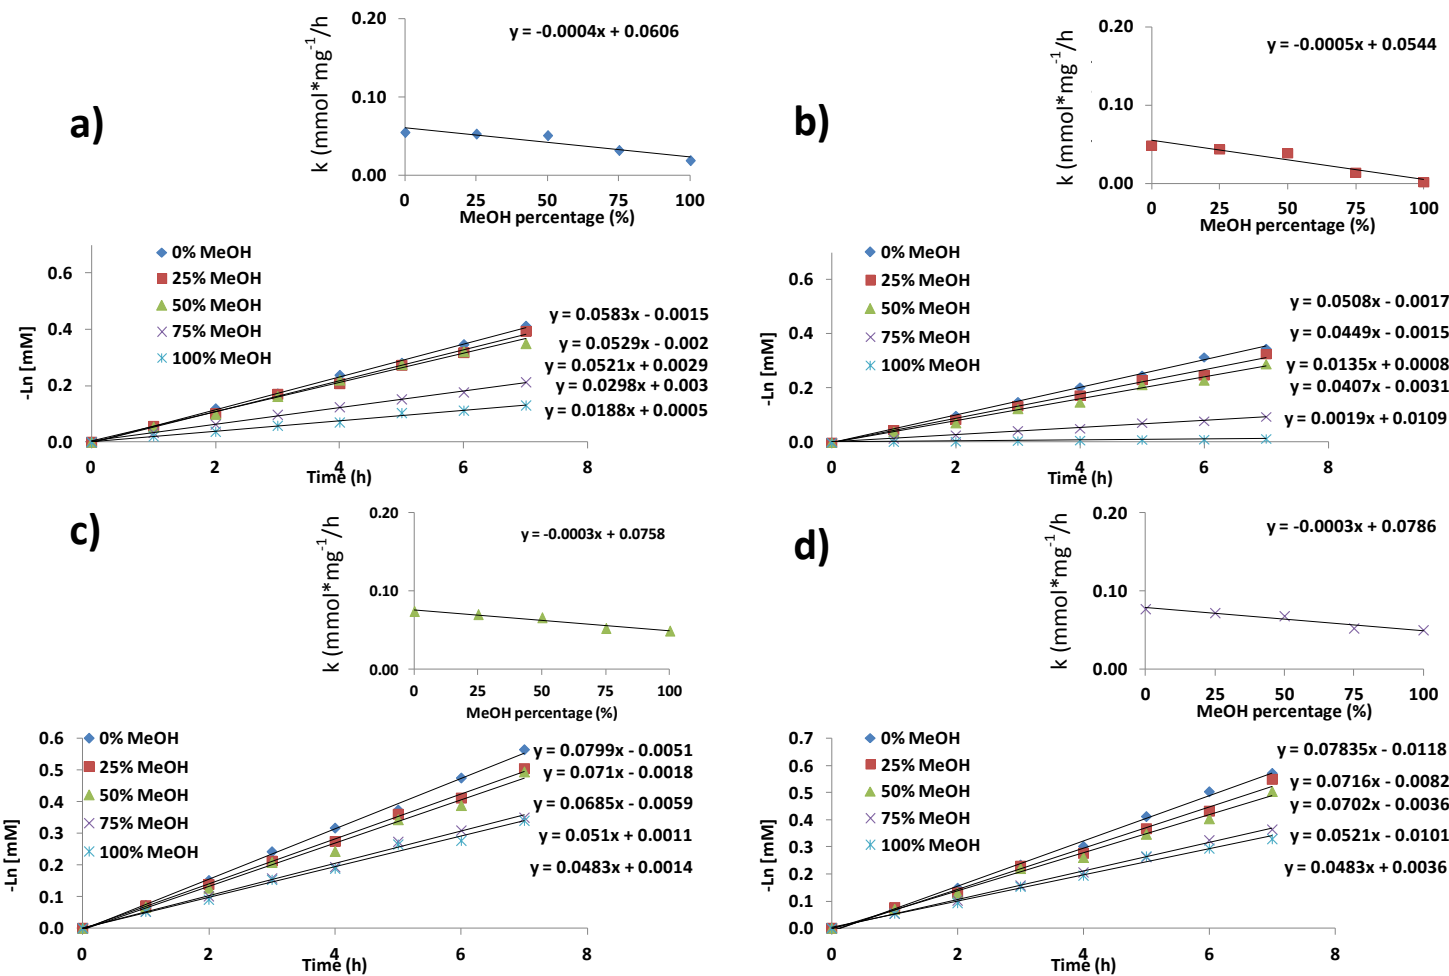 a)
0.20
0.10
0.00
k (mmol*mg-1/h
y = -0.0004x + 0.0606
0 25 50 75 100
MeOH percentage (%)
0% MeOH
25% MeOH
50% MeOH
75% MeOH
100% MeOH
0.6
0.4
0.2
0.0
-Ln [mM]
y = 0.0583x - 0.0015
y = 0.0529x - 0.002
y = 0.0521x + 0.0029
y = 0.0298x + 0.003
y = 0.0188x + 0.0005
0 2 4 6 8
Time (h)
b)
0.20
0.10
0.00
k (mmol*mg-1/h
y = -0.0005x + 0.0544
0 25 50 75 100
MeOH percentage (%)
0% MeOH
25% MeOH
50% MeOH
75% MeOH
100% MeOH
0.6
0.4
0.2
0.0
-Ln [mM]
y = 0.0508x - 0.0017
y = 0.0449x - 0.0015
y = 0.0135x + 0.0008
y = 0.0407x - 0.0031
y = 0.0019x + 0.0109
0 2 4 6 8
Time (h)
c)
0.20
0.10
0.00
k (mmol*mg-1/h
y = -0.0003x + 0.0758
0 25 50 75 100
MeOH percentage (%)
0% MeOH
25% MeOH
50% MeOH
75% MeOH
100% MeOH
0.6
0.5
0.4
0.3
0.2
0.1
0.0
-Ln [mM]
y = 0.0799x - 0.0051
y = 0.071x - 0.0018
y = 0.0685x - 0.0059
y = 0.051x + 0.0011
y = 0.0483x + 0.0014
0 2 4 6 8
Time (h)
d)
0.20
0.10
0.00
k (mmol*mg-1/h
y = -0.0003x + 0.0786
0 25 50 75 100
MeOH percentage (%)
0% MeOH
25% MeOH
50% MeOH
75% MeOH
100% MeOH
0.7
0.6
0.5
0.4
0.3
0.2
0.1
0.0
-Ln [mM]
y = 0.07835x - 0.0118
y = 0.0716x - 0.0082
y = 0.0702x - 0.0036
y = 0.0521x - 0.0101
y = 0.0483x + 0.0036
0 2 4 6 8
Time (h)